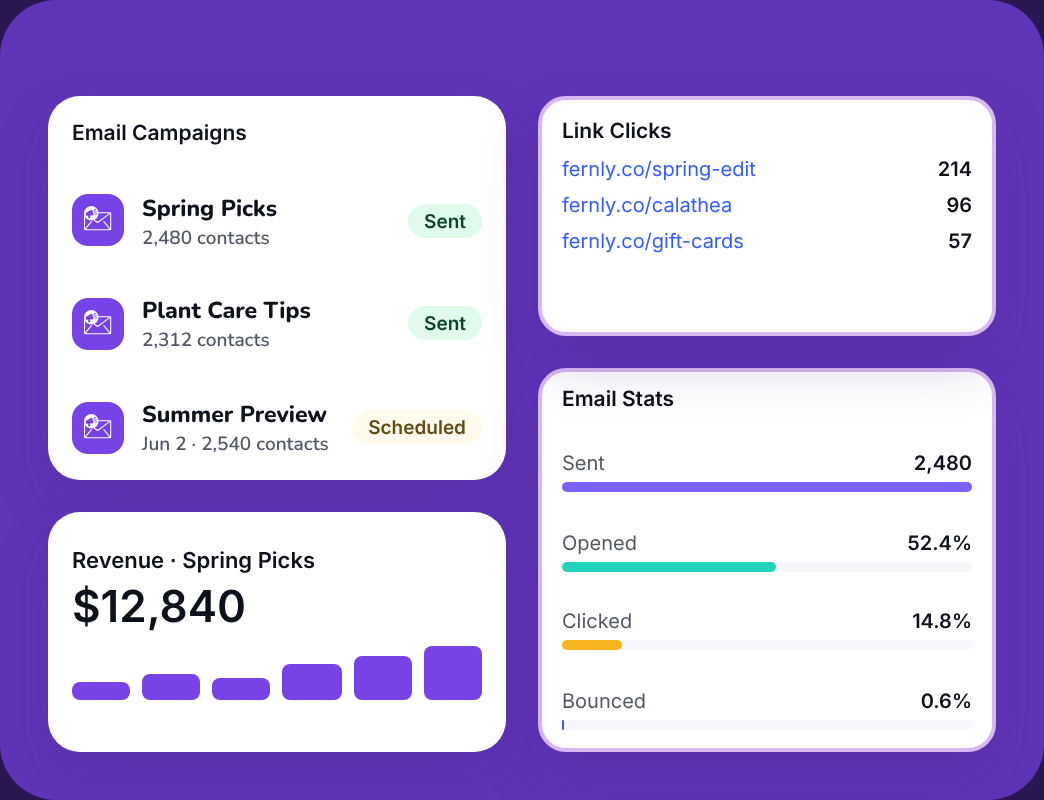 Email Campaigns
Spring Picks
2,480 contacts
Sent
Plant Care Tips
2,312 contacts
Sent
Summer Preview
Jun 2 · 2,540 contacts
Scheduled
Revenue · Spring Picks
$12,840
Link Clicks
fernly.co/spring-edit 214
fernly.co/calathea 96
fernly.co/gift-cards 57
Email Stats
Sent 2,480
Opened 52.4%
Clicked 14.8%
Bounced 0.6%